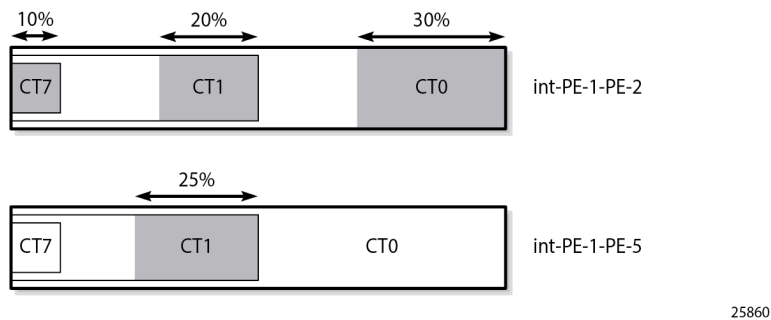 10% 20% 30%
CT7 CT1 CT0 int-PE-1-PE-2
25%
CT7 CT1 CT0 int-PE-1-PE-5
25860